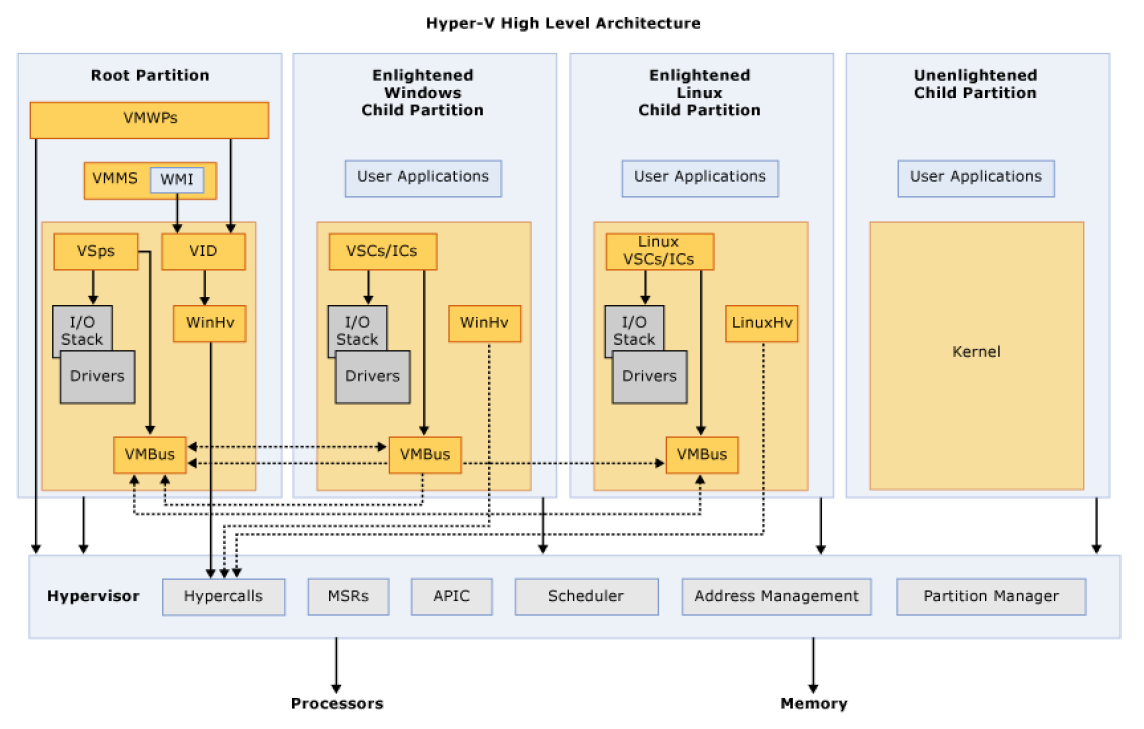 Hyper-V High Level Architecture
Root Partition
VMWPs
VMMS
WMI
VSps
VID
I/O
Stack
Drivers
WinHv
VMBus
Enlightened
Windows
Child Partition
User Applications
VSCs/ICs
I/O
Stack
Drivers
WinHv
VMBus
Enlightened
Linux
Child Partition
User Applications
Linux
VSCs/ICs
I/O
Stack
Drivers
LinuxHv
VMBus
Unenlightened
Child Partition
User Applications
Kernel
Hypervisor
Hypercalls
MSRs
APIC
Scheduler
Address Management
Partition Manager
Processors
Memory